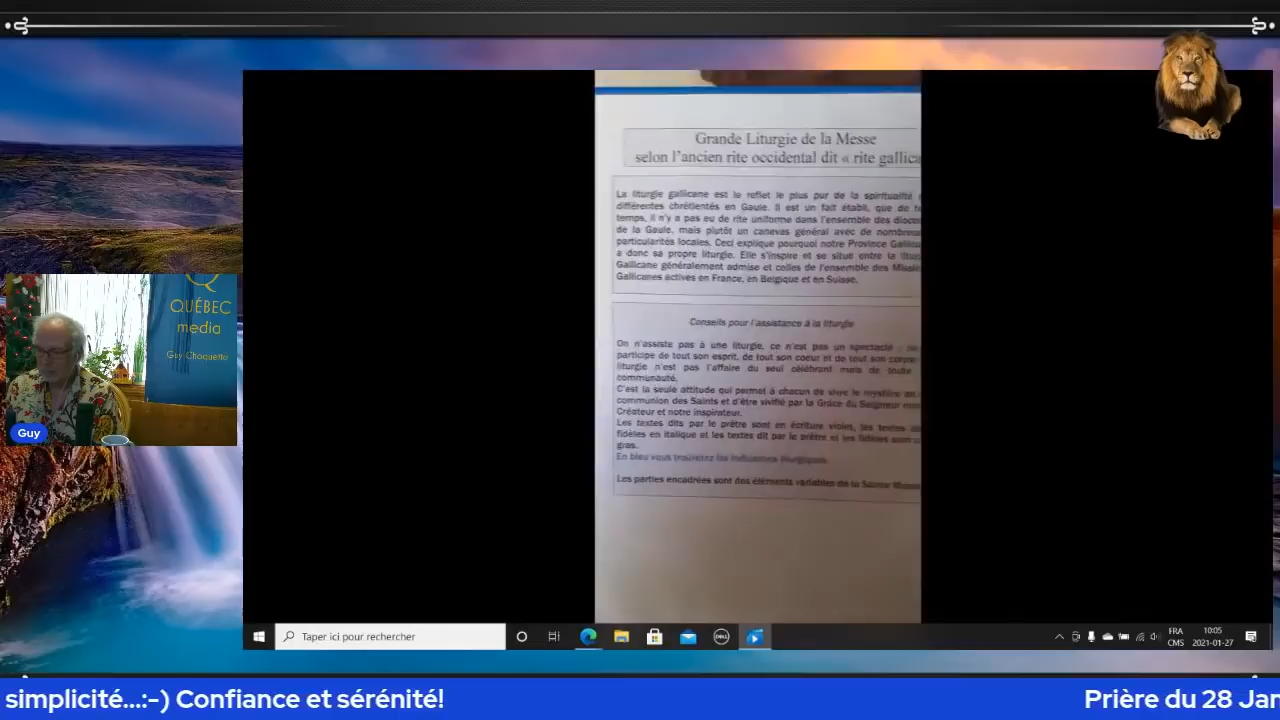 Grande Liturgie de la Messe
selon l'ancien rite occidental dit « rite gallica
La liturgie gallicane est le reflet le plus pur de la spiritualité
différentes chrétientés en Gaule. Il est un fait établi, que de
temps, il n'y a pas eu de rite uniforme dans l'ensemble des
de la Gaule, mais plutôt un canevas général avec de
particularités locales. Ceci explique pourquoi notre Province
a donc sa propre liturgie. Elle s'inspire et se situe entre la
Gallicane généralement admise et celles de l'ensemble des
Gallicanes actives en France, en Belgique et en Suisse.
Conseils pour l'assistance à la liturgie
On n'assiste pas à une liturgie, ce n'est pas un spectacle
participe de tout son esprit, de tout son coeur et de tout son corps
liturgie n'est pas l'affaire du seul célébrant mais de toute
communauté.
C'est la seule attitude qui permet à chacun de vivre le mystère
communion des Saints et d'être vivifié par la Grâce du Seigneur
Créateur et notre inspirateur.
Les textes dits par le prêtre sont en écriture violet, les textes
fidèles en italique et les textes dit par le prêtre et les fidèles
gras.
En bleu vous trouverez les indications liturgiques.
Les parties encadrées sont des éléments variables de la Sainte Messe
QUÉBEC
media
Guy Choquette
Guy
Taper ici pour rechercher
DELL
FRA
CMS
10:05
2021-01-27
simplicité...:-) Confiance et sérénité!
Prière du 28 Jan